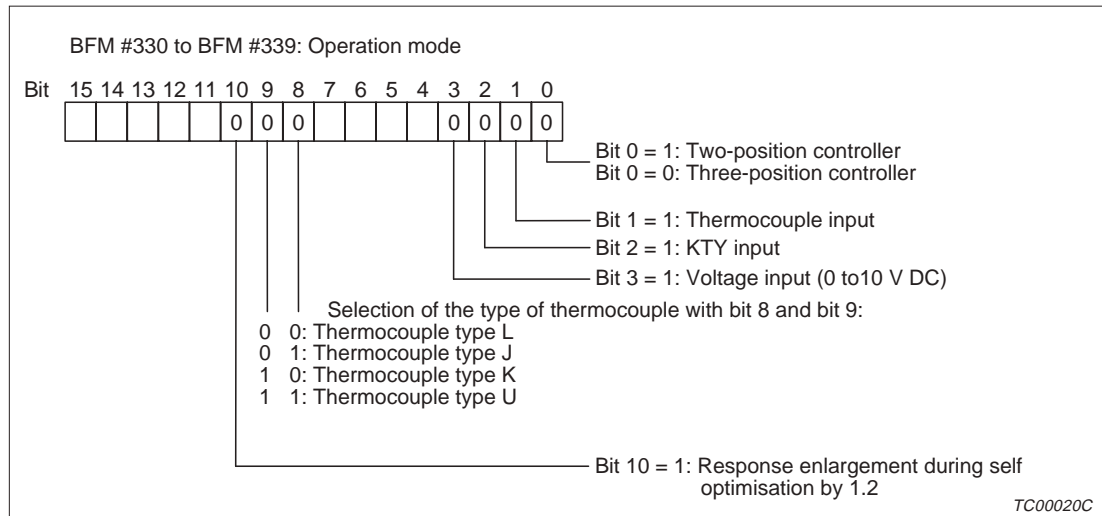 BFM #330 to BFM #339: Operation mode
Bit 15 14 13 12 11 10 9 8 7 6 5 4 3 2 1 0
0 0 0 0 0 0 0
Bit 0 = 1: Two-position controller
Bit 0 = 0: Three-position controller
Bit 1 = 1: Thermocouple input
Bit 2 = 1: KTY input
Bit 3 = 1: Voltage input (0 to10 V DC)
Selection of the type of thermocouple with bit 8 and bit 9:
0 0: Thermocouple type L
0 1: Thermocouple type J
1 0: Thermocouple type K
1 1: Thermocouple type U
Bit 10 = 1: Response enlargement during self
optimisation by 1.2
TC00020C